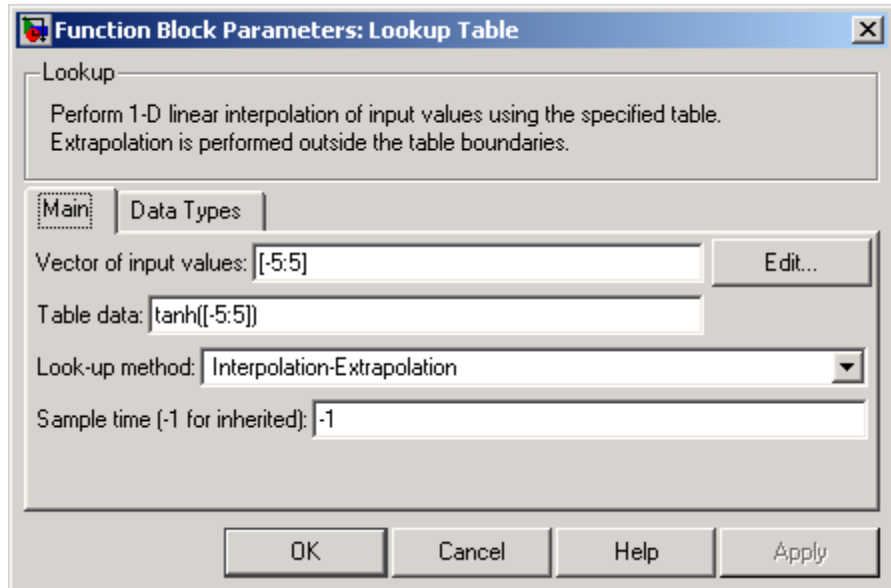 Function Block Parameters: Lookup Table
Lookup
Perform 1-D linear interpolation of input values using the specified table.
Extrapolation is performed outside the table boundaries.
Main Data Types
Vector of input values: [-5:5] Edit...
Table data: tanh([-5:5])
Look-up method: Interpolation-Extrapolation
Sample time (-1 for inherited): -1
OK Cancel Help Apply